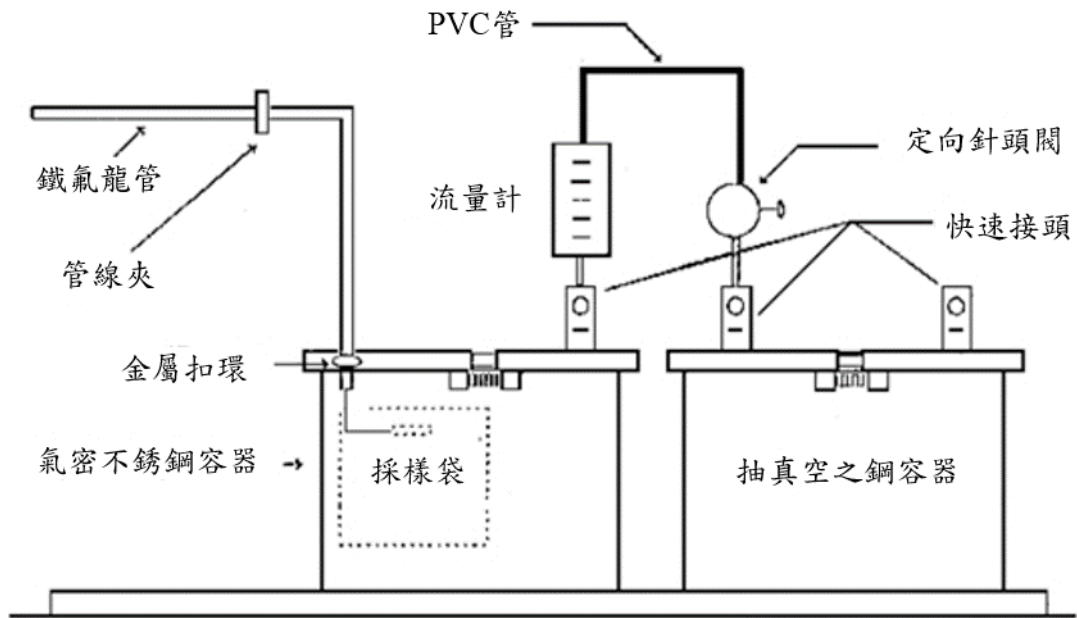 PVC管
鐵氟龍管
管線夾
流量計
定向針頭閥
快速接頭
金屬扣環
氣密不銹鋼容器
採樣袋
抽真空之鋼容器